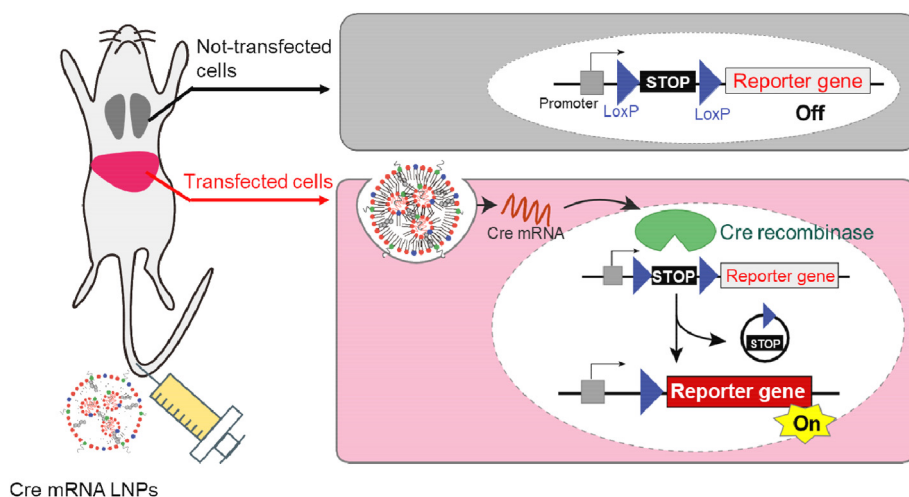 Not-transfected
cells
Transfected cells
Cre mRNA LNPs
Promoter
LoxP
STOP
LoxP
Reporter gene
Off
Cre mRNA
Cre recombinase
STOP
Reporter gene
STOP
Reporter gene
On